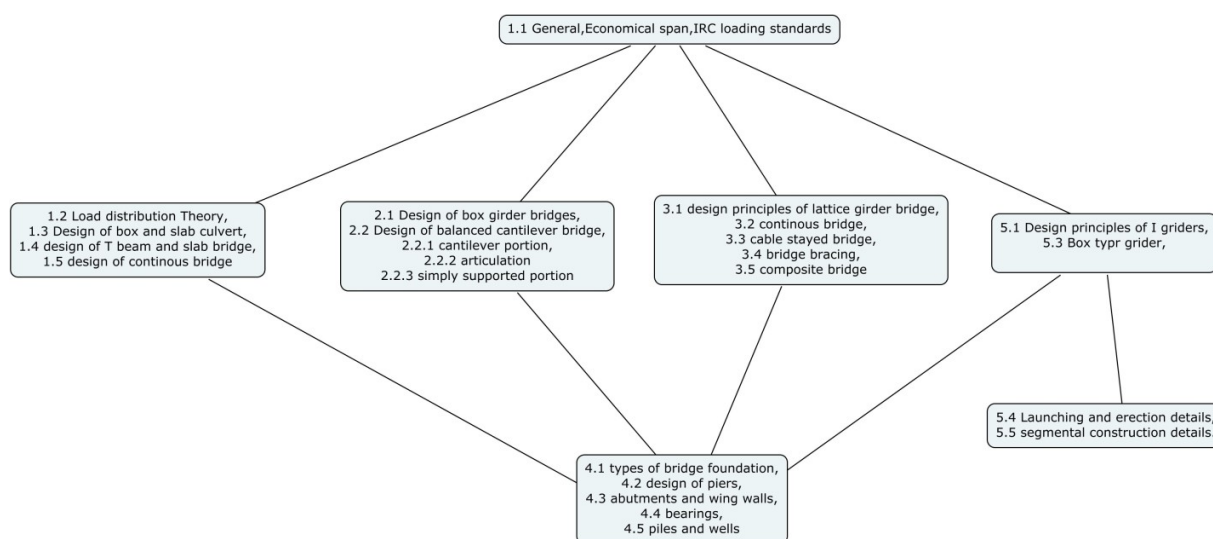 1.1 General,Economical span,IRC loading standards
1.2 Load distribution Theory,
1.3 Design of box and slab culvert,
1.4 design of T beam and slab bridge,
1.5 design of continous bridge
2.1 Design of box girder bridges,
2.2 Design of balanced cantilever bridge,
2.2.1 cantilever portion,
2.2.2 articulation
2.2.3 simply supported portion
3.1 design principles of lattice girder bridge,
3.2 continous bridge,
3.3 cable stayed bridge,
3.4 bridge bracing,
3.5 composite bridge
5.1 Design principles of I griders,
5.3 Box typr grider,
5.4 Launching and erection details,
5.5 segmental construction details.
4.1 types of bridge foundation,
4.2 design of piers,
4.3 abutments and wing walls,
4.4 bearings,
4.5 piles and wells